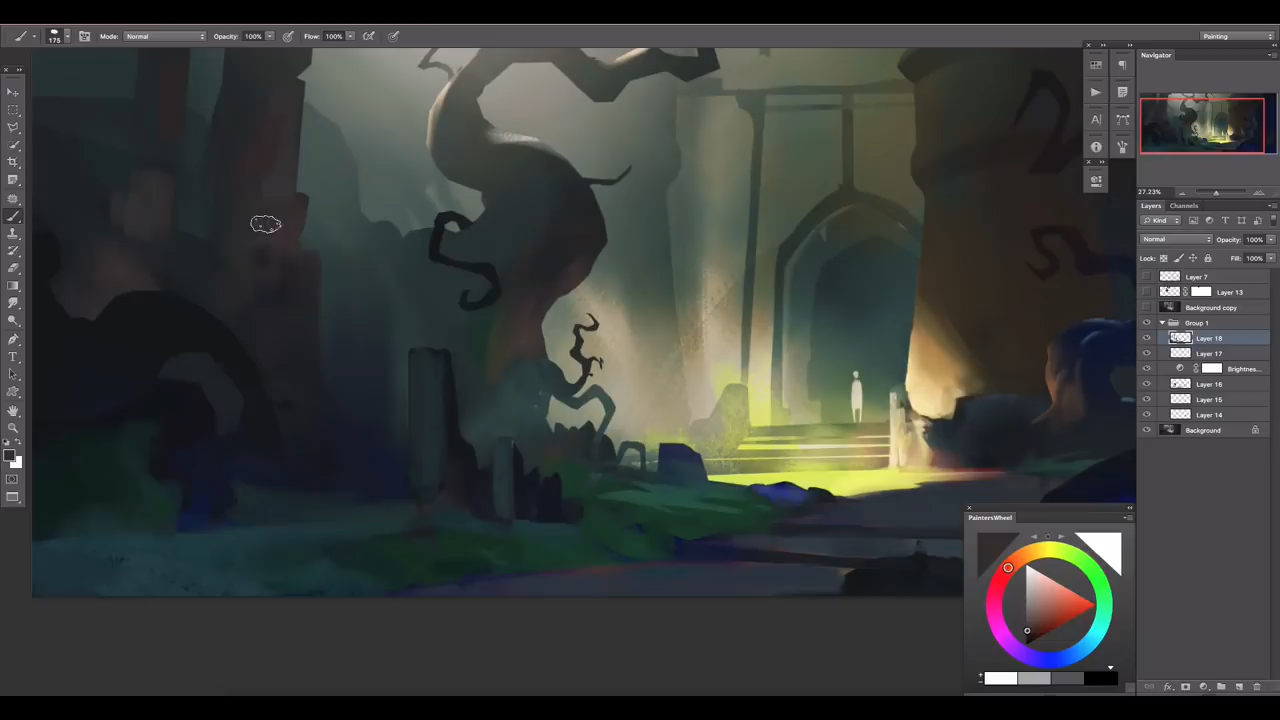 175
Mode: Normal
Opacity: 100%
Flow: 100%
Painting
Navigator
27.23%
Layers
Channels
Kind
Normal
Opacity: 100%
Lock:
Fill: 100%
Layer 7
Layer 13
Background copy
Group 1
Layer 18
Layer 17
Brightnes...
Layer 16
Layer 15
Layer 14
Background
PaintersWheel